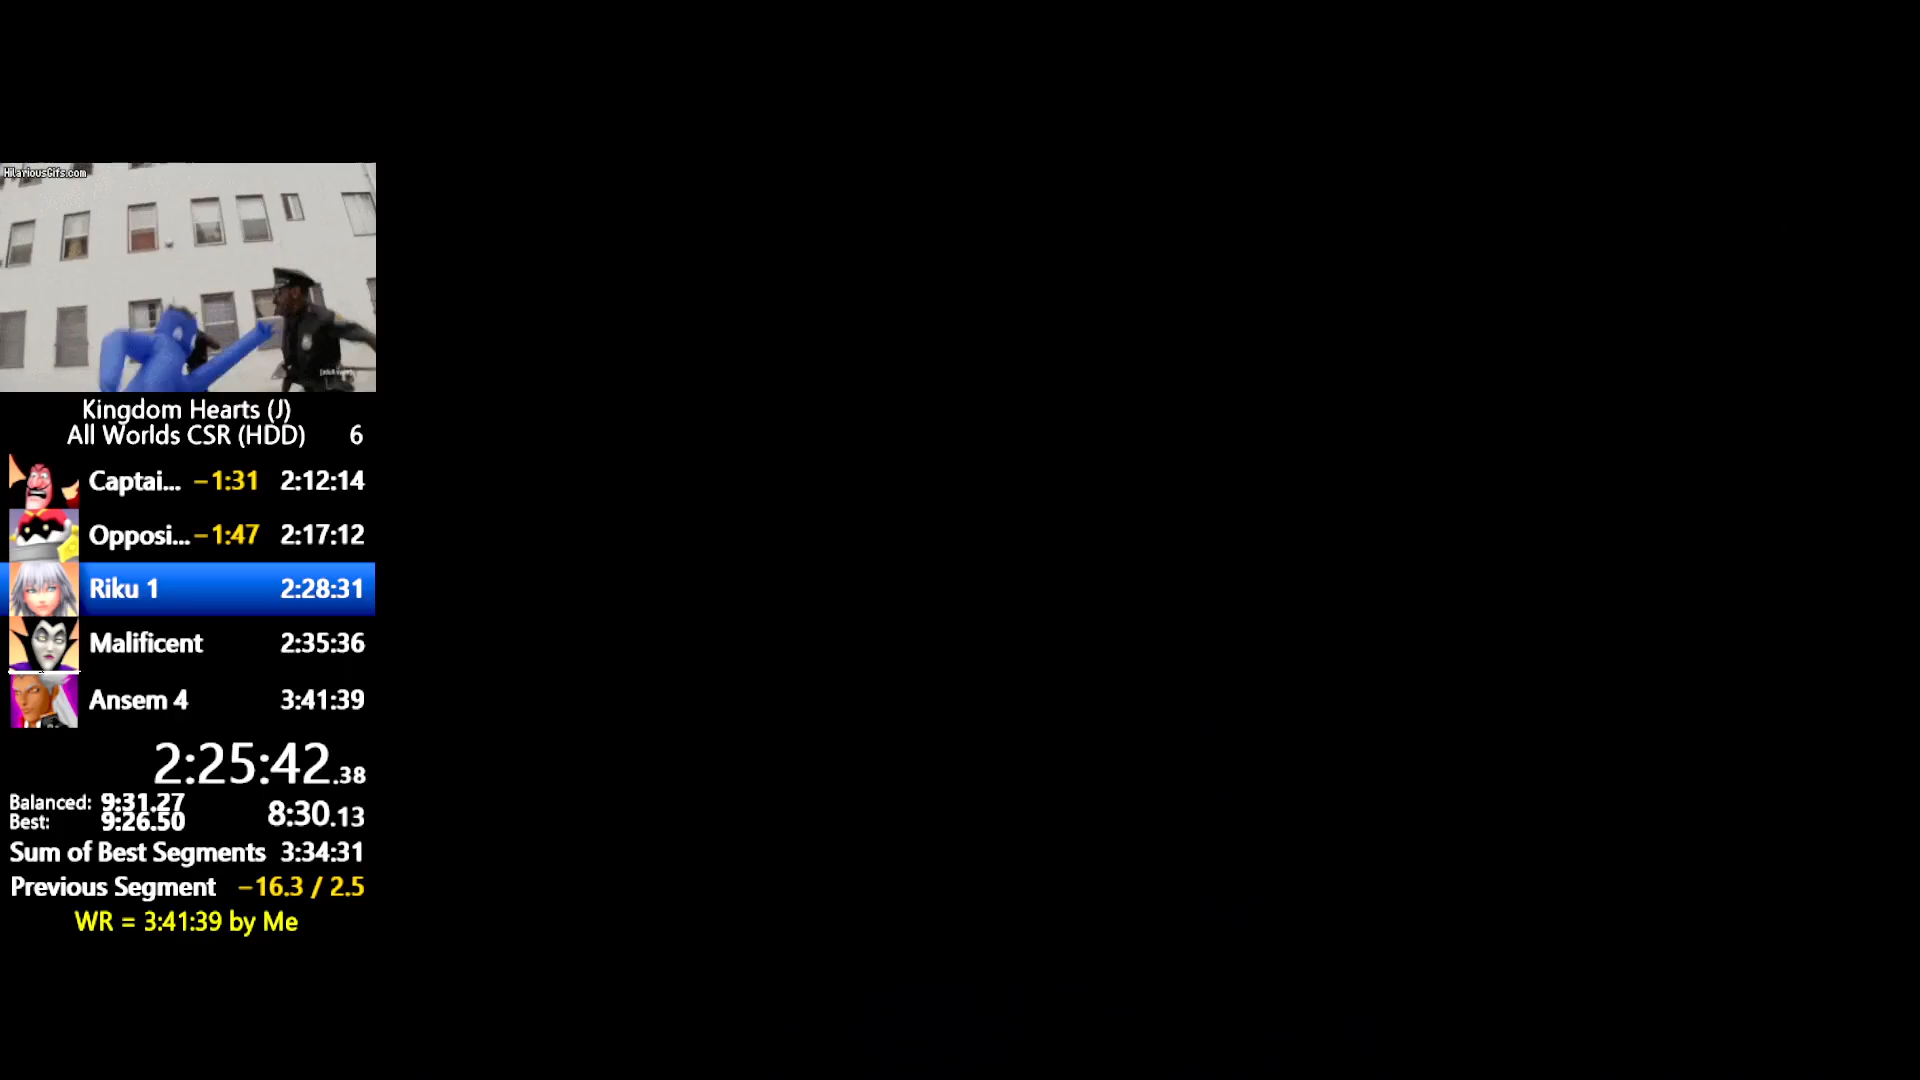 HilariousGifs.com
Kingdom Hearts (J)
All Worlds CSR (HDD) 6
Captai... −1:31 2:12:14
Opposi... −1:47 2:17:12
Riku 1 2:28:31
Malificent 2:35:36
Ansem 4 3:41:39
2:25:42.38
Balanced: 9:31.27
Best: 9:26.50
8:30.13
Sum of Best Segments 3:34:31
Previous Segment −16.3 / 2.5
WR = 3:41:39 by Me